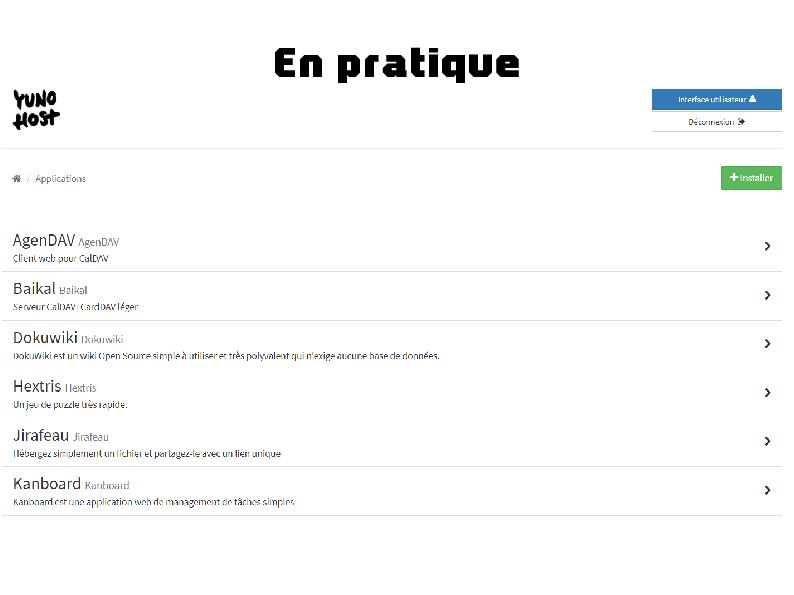 En pratique
YUNO
HOST
Interface utilisateur
Déconnexion
/ Applications
+ Installer
AgenDAV AgenDAV
Client web pour CalDAV
Baikal Baikal
Serveur CalDAV+CardDAV léger
Dokuwiki Dokuwiki
DokuWiki est un wiki Open Source simple à utiliser et très polyvalent qui n'exige aucune base de données.
Hextris Hextris
Un jeu de puzzle très rapide.
Jirafeau Jirafeau
Hébergez simplement un fichier et partagez-le avec un lien unique
Kanboard Kanboard
Kanboard est une application web de management de tâches simples